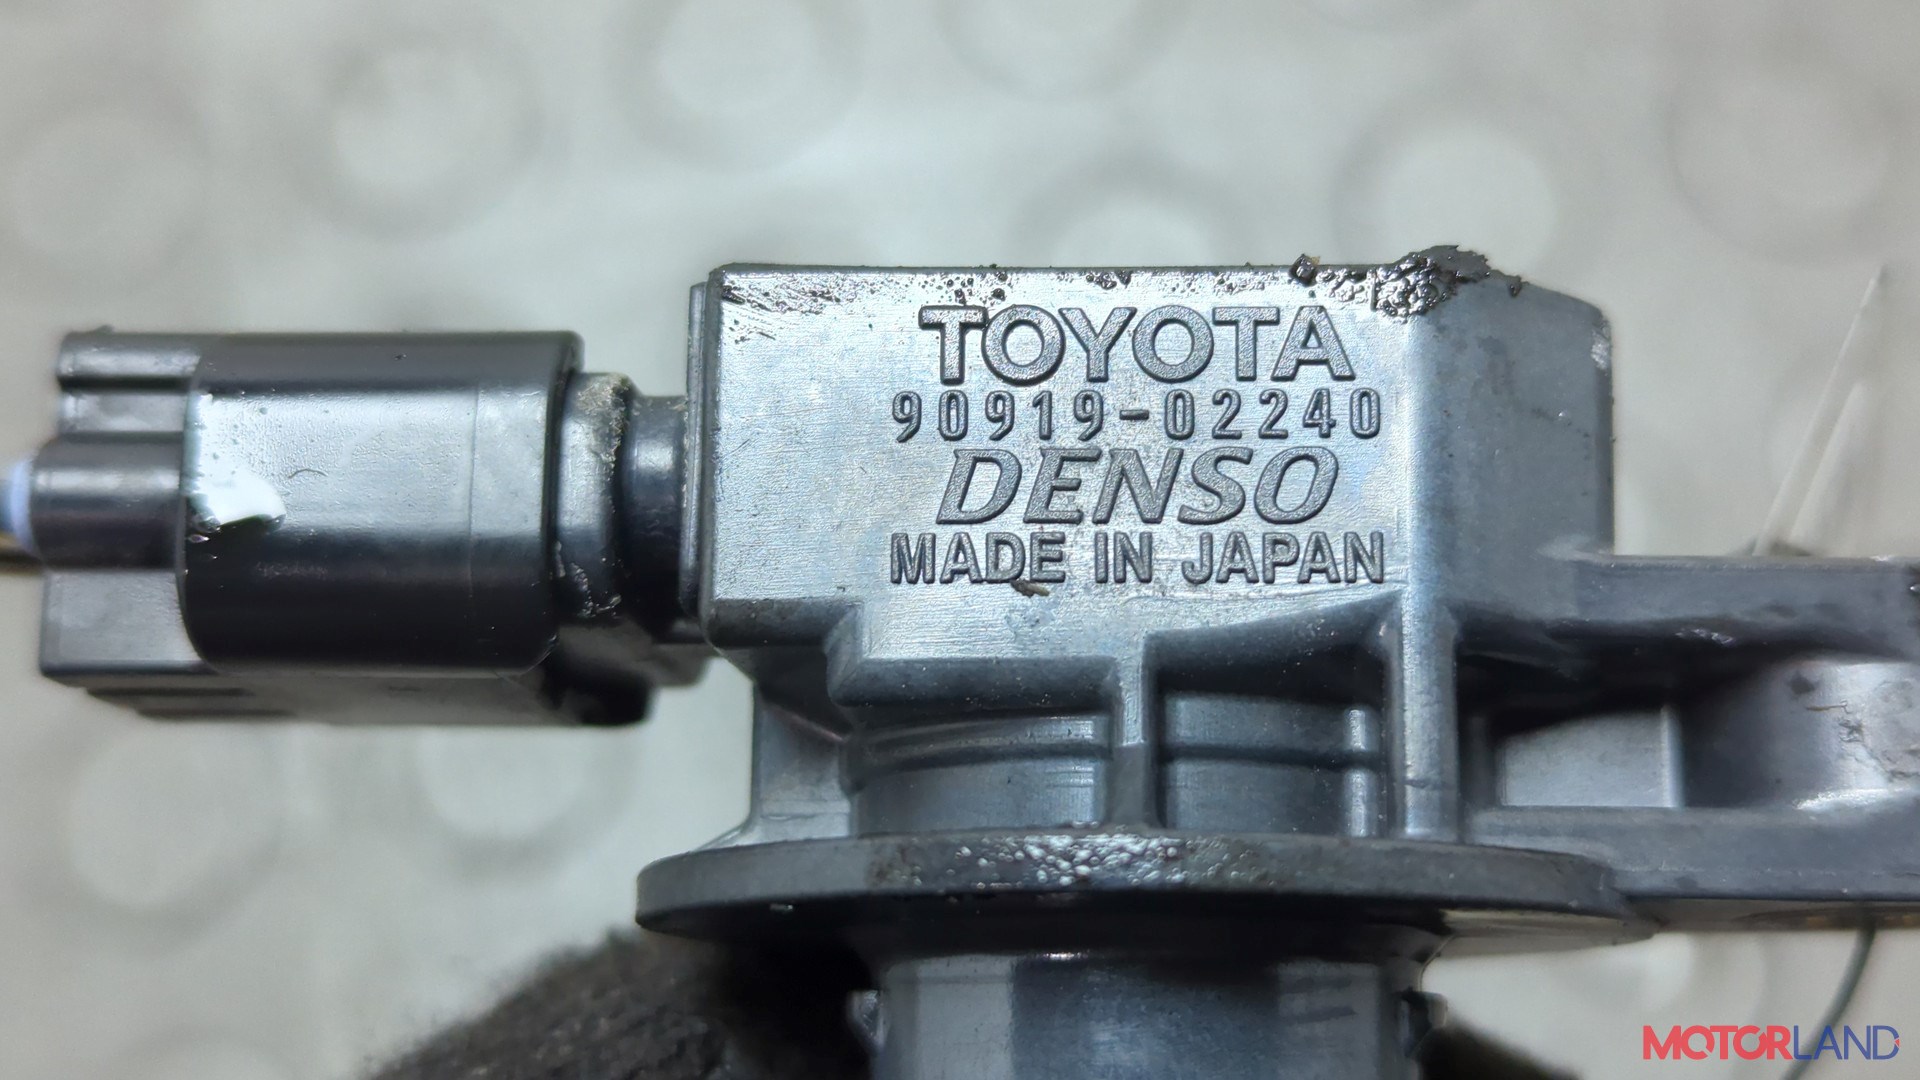 TOYOTA
90919-02240
DENSO
MADE IN JAPAN
MOTORLAND